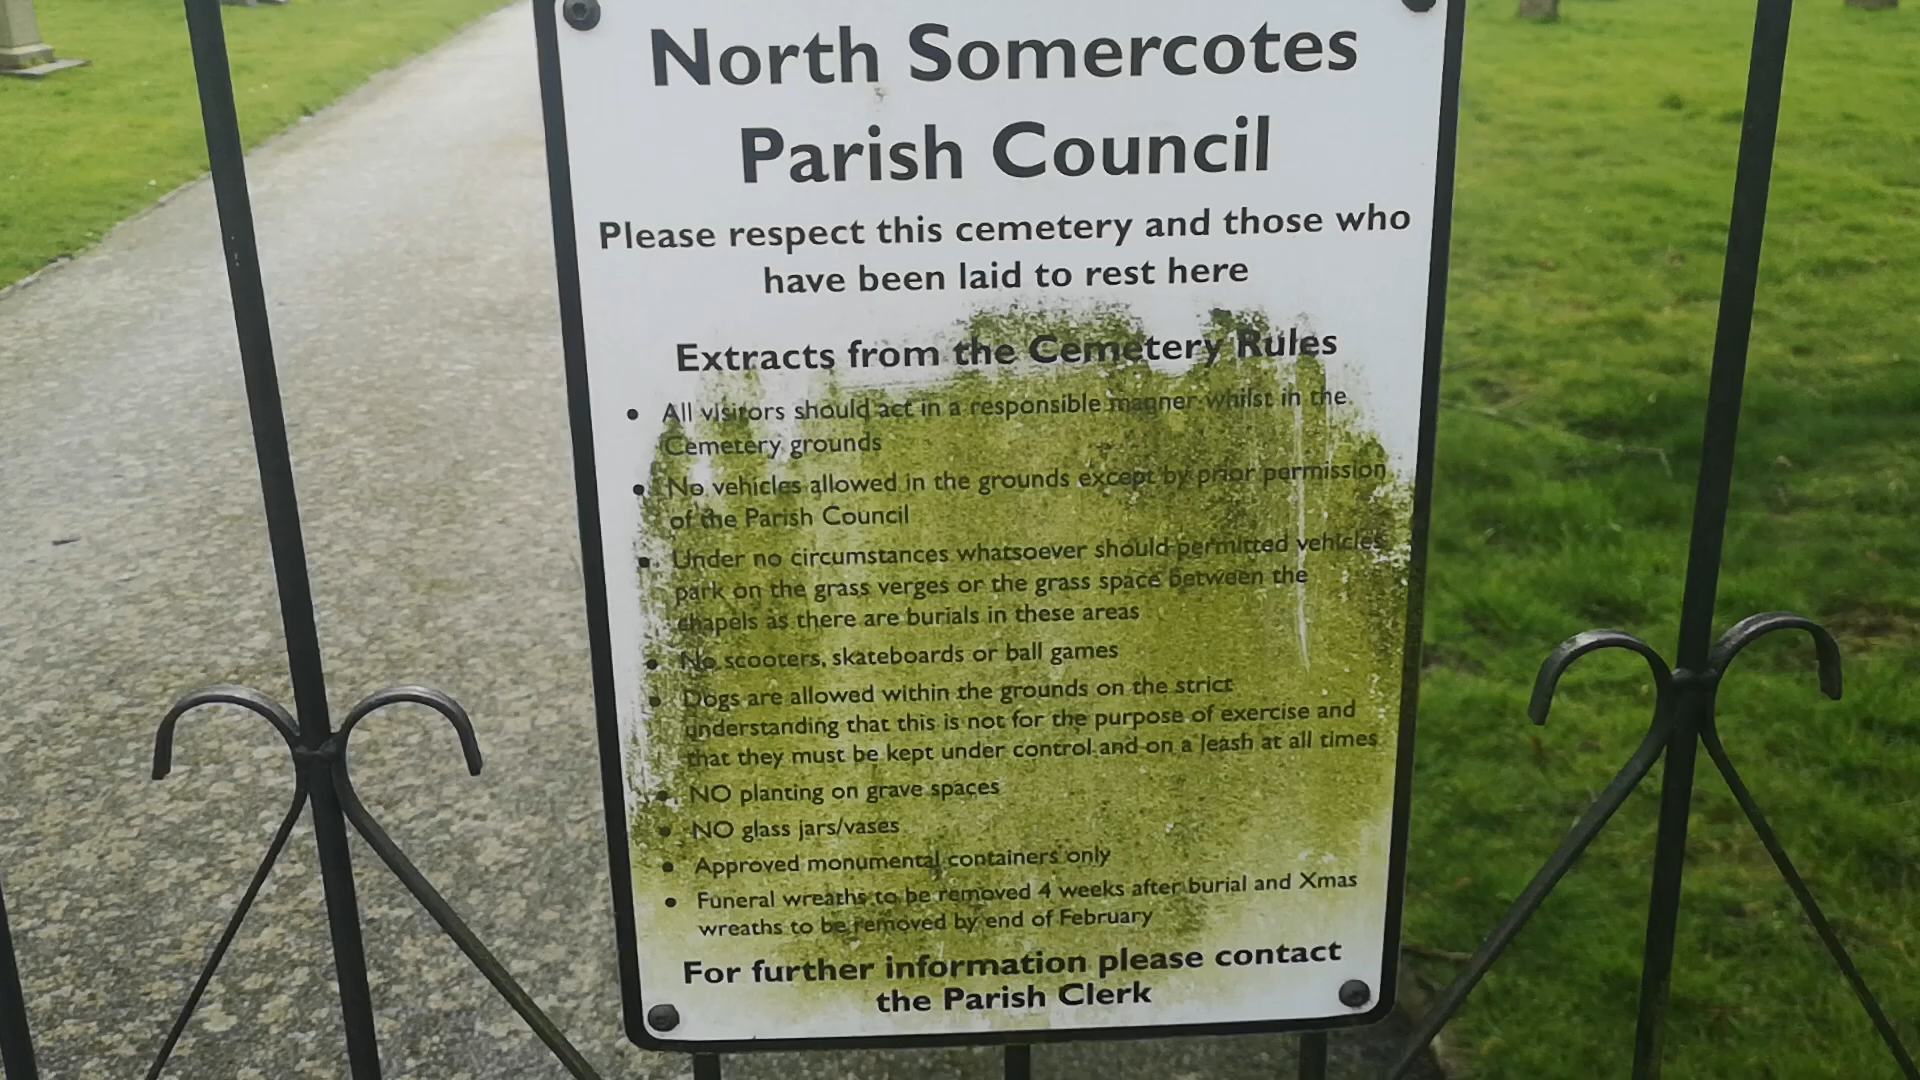 North Somercotes
Parish Council
Please respect this cemetery and those who
have been laid to rest here
Extracts from the Cemetery Rules
• All visitors should act in a responsible manner whilst in the
Cemetery grounds
• No vehicles allowed in the grounds except by prior permission
of the Parish Council
• Under no circumstances whatsoever should permitted vehicles
park on the grass verges or the grass space between the
chapels as there are burials in these areas
• No scooters, skateboards or ball games
• Dogs are allowed within the grounds on the strict
understanding that this is not for the purpose of exercise and
that they must be kept under control and on a leash at all times
• NO planting on grave spaces
• NO glass jars/vases
• Approved monumental containers only
• Funeral wreaths to be removed 4 weeks after burial and Xmas
wreaths to be removed by end of February
For further information please contact
the Parish Clerk